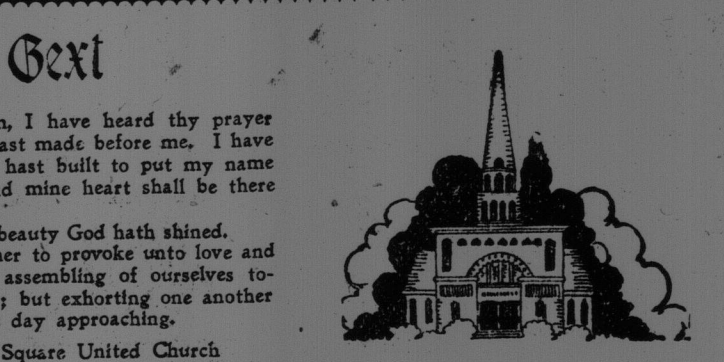 Text
n, I have heard thy prayer
ast made before me. I have
hast built to put my name
d mine heart shall be there
beauty God hath shined.
her to provoke unto love and
assembling of ourselves to-
; but exhorting one another
day approaching.
Square United Church